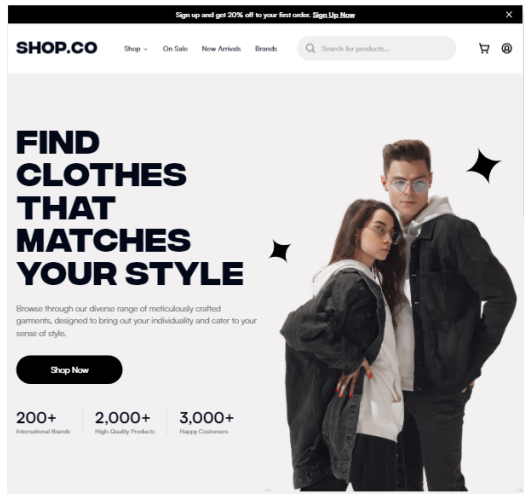 Sign up and get 20% off to your first order. Sign Up Now
SHOP.CO
Shop
On Sale
New Arrivals
Brands
Search for products...
FIND
CLOTHES
THAT
MATCHES
YOUR STYLE
Browse through our diverse range of meticulously crafted
garments, designed to bring out your individuality and cater to your
sense of style.
Shop Now
200+
International Brands
2,000+
High-Quality Products
3,000+
Happy Customers